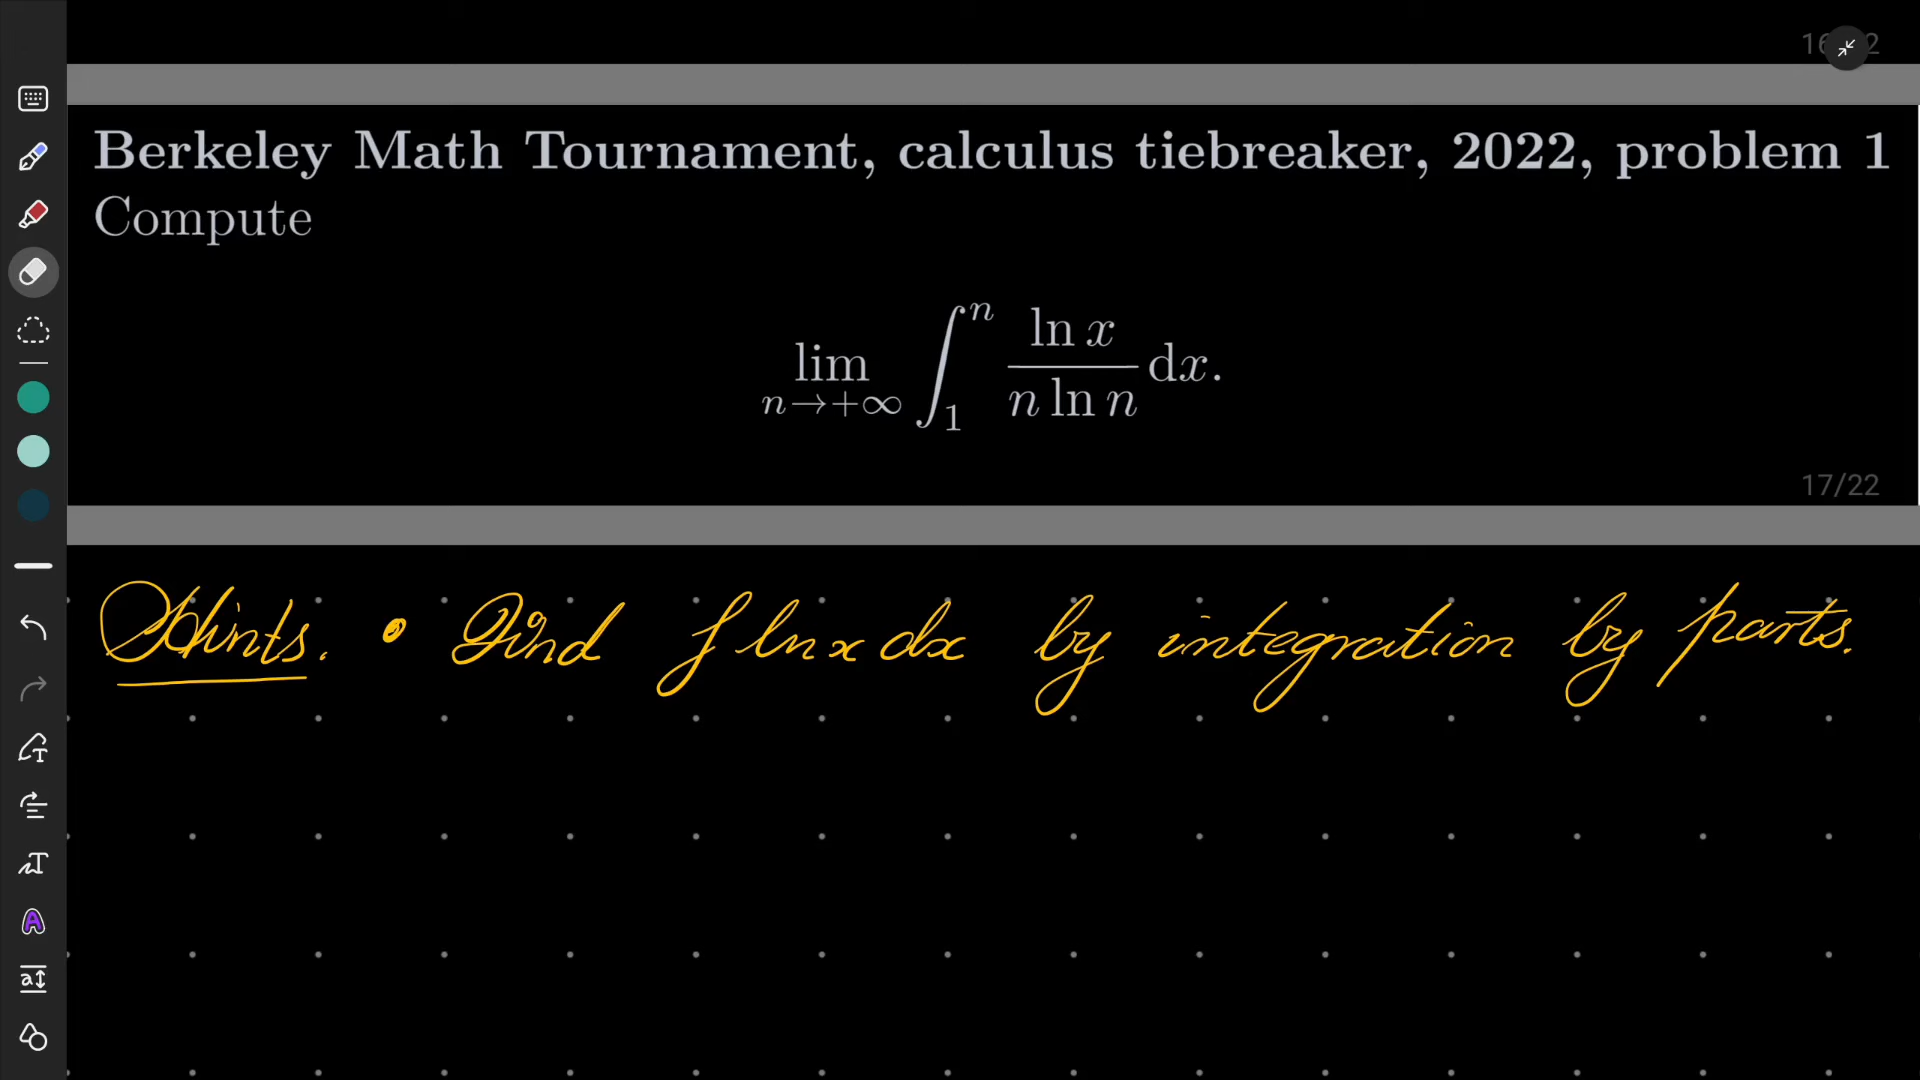 Berkeley Math Tournament, calculus tiebreaker, 2022, problem 1
Compute
lim_{n→+∞} ∫_1^n \frac{ln x}{n ln n} dx.
17/22
Hints. • Find ∫ ln x dx by integration by parts.